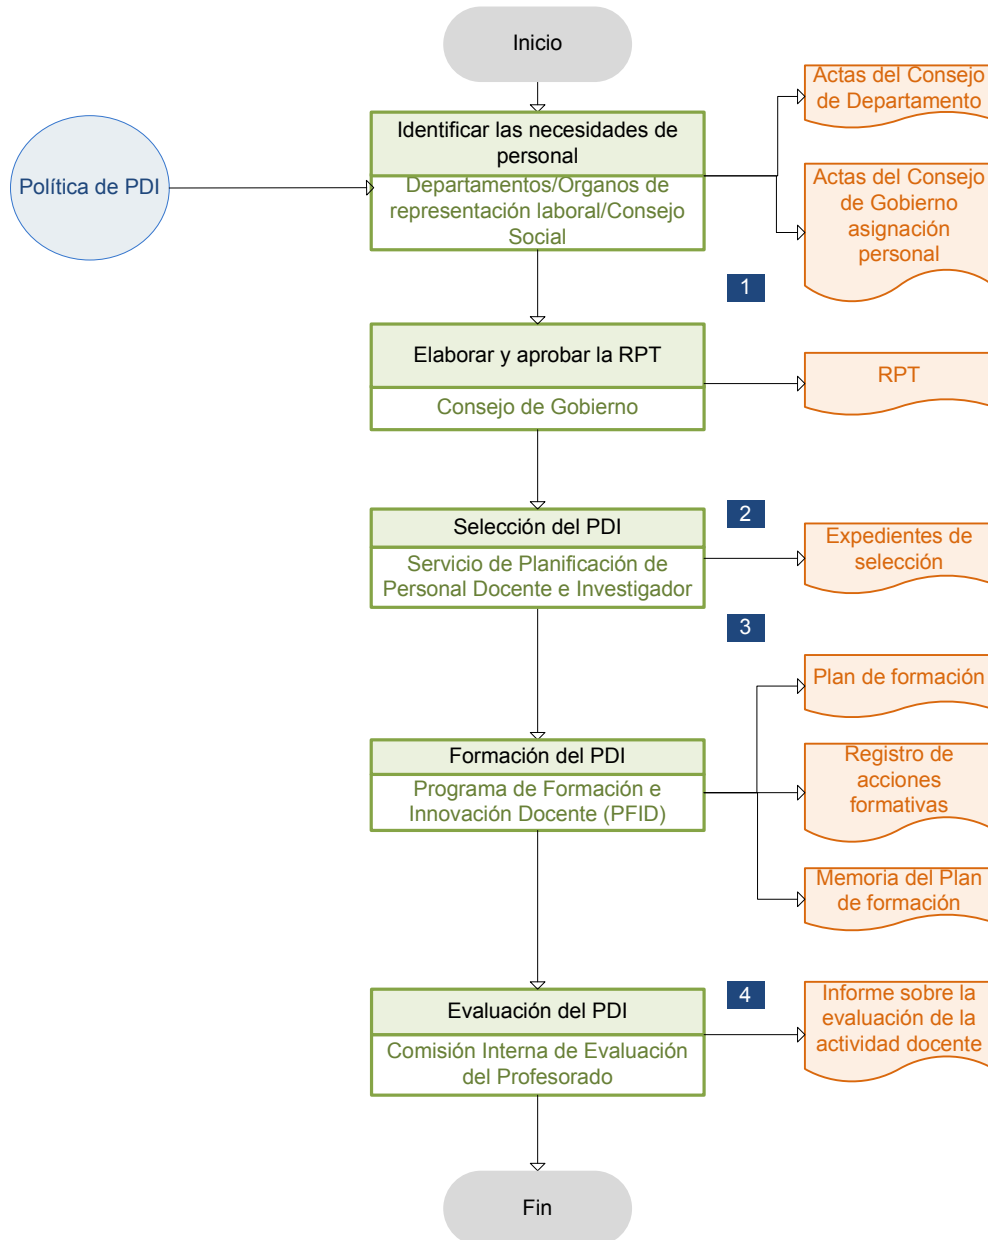 Inicio
Actas del Consejo
de Departamento
Identificar las necesidades de
personal
Política de PDI
Departamentos/Organos de
representación laboral/Consejo
Social
Actas del Consejo
de Gobierno
asignación
personal
1
Elaborar y aprobar la RPT
Consejo de Gobierno
RPT
2
Selección del PDI
Servicio de Planificación de
Personal Docente e Investigador
Expedientes de
selección
3
Plan de formación
Formación del PDI
Programa de Formación e
Innovación Docente (PFID)
Registro de
acciones
formativas
Memoria del Plan
de formación
4
Evaluación del PDI
Comisión Interna de Evaluación
del Profesorado
Informe sobre la
evaluación de la
actividad docente
Fin